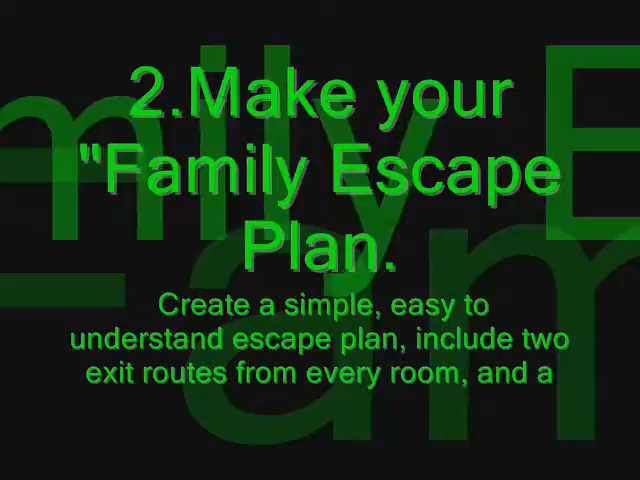 2.Make your
"Family Escape
Plan.
Create a simple, easy to
understand escape plan, include two
exit routes from every room, and a